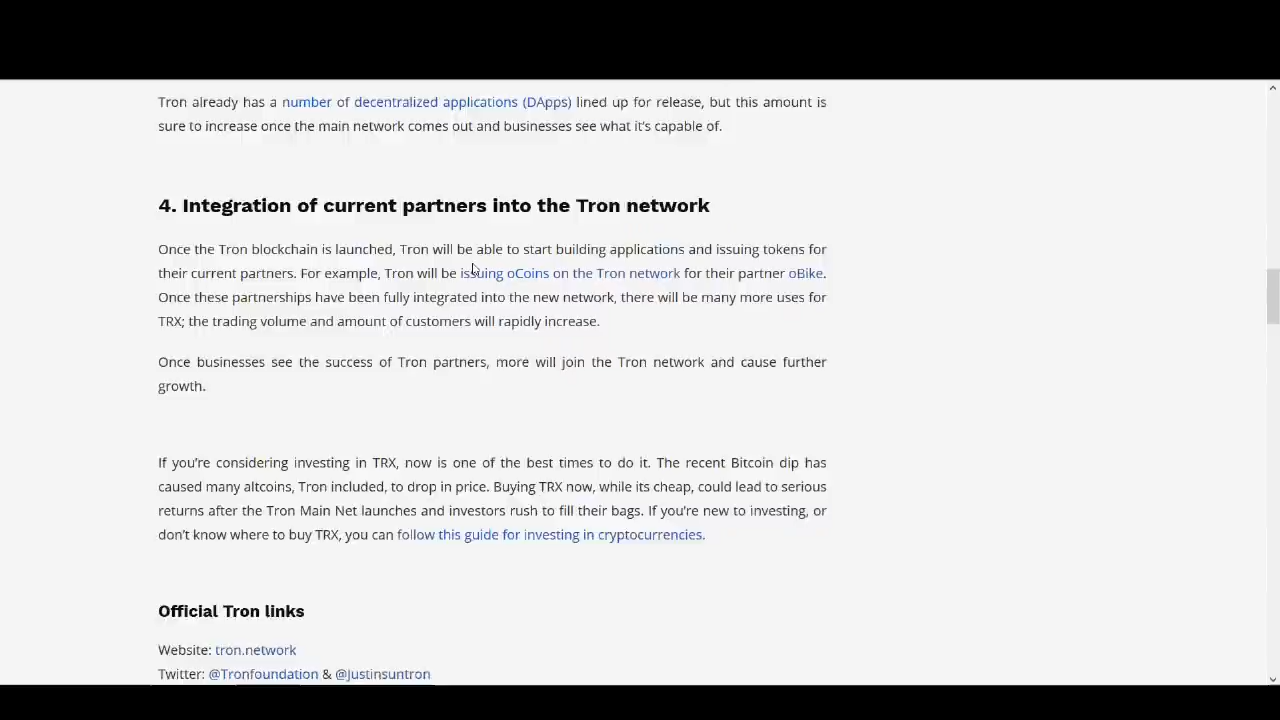 Tron already has a number of decentralized applications (DApps) lined up for release, but this amount is
sure to increase once the main network comes out and businesses see what it's capable of.
4. Integration of current partners into the Tron network
Once the Tron blockchain is launched, Tron will be able to start building applications and issuing tokens for
their current partners. For example, Tron will be issuing oCoins on the Tron network for their partner oBike.
Once these partnerships have been fully integrated into the new network, there will be many more uses for
TRX; the trading volume and amount of customers will rapidly increase.
Once businesses see the success of Tron partners, more will join the Tron network and cause further
growth.
If you're considering investing in TRX, now is one of the best times to do it. The recent Bitcoin dip has
caused many altcoins, Tron included, to drop in price. Buying TRX now, while its cheap, could lead to serious
returns after the Tron Main Net launches and investors rush to fill their bags. If you're new to investing, or
don't know where to buy TRX, you can follow this guide for investing in cryptocurrencies.
Official Tron links
Website: tron.network
Twitter: @Tronfoundation & @Justinsuntron